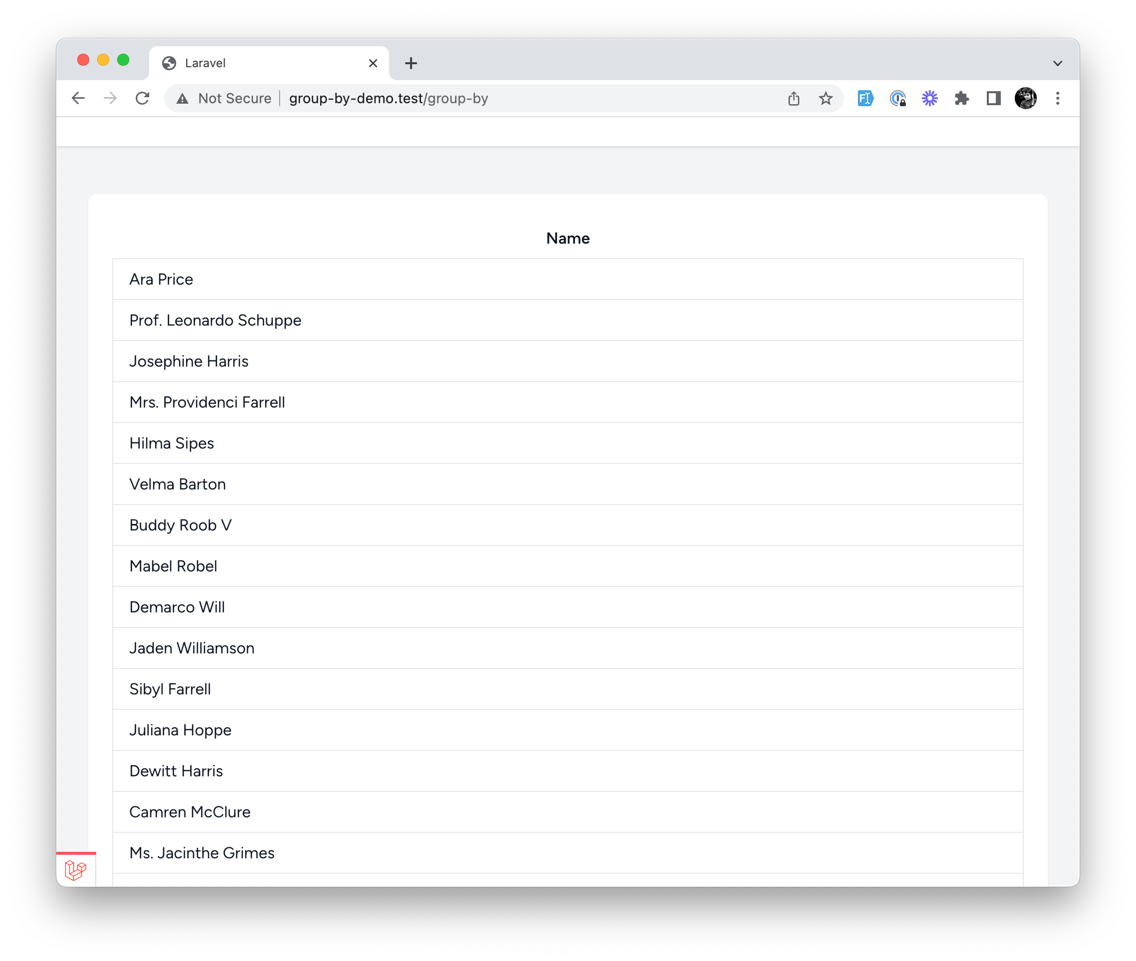 Laravel
Not Secure group-by-demo.test/group-by
Name
Ara Price
Prof. Leonardo Schuppe
Josephine Harris
Mrs. Providenci Farrell
Hilma Sipes
Velma Barton
Buddy Roob V
Mabel Robel
Demarco Will
Jaden Williamson
Sibyl Farrell
Juliana Hoppe
Dewitt Harris
Camren McClure
Ms. Jacinthe Grimes